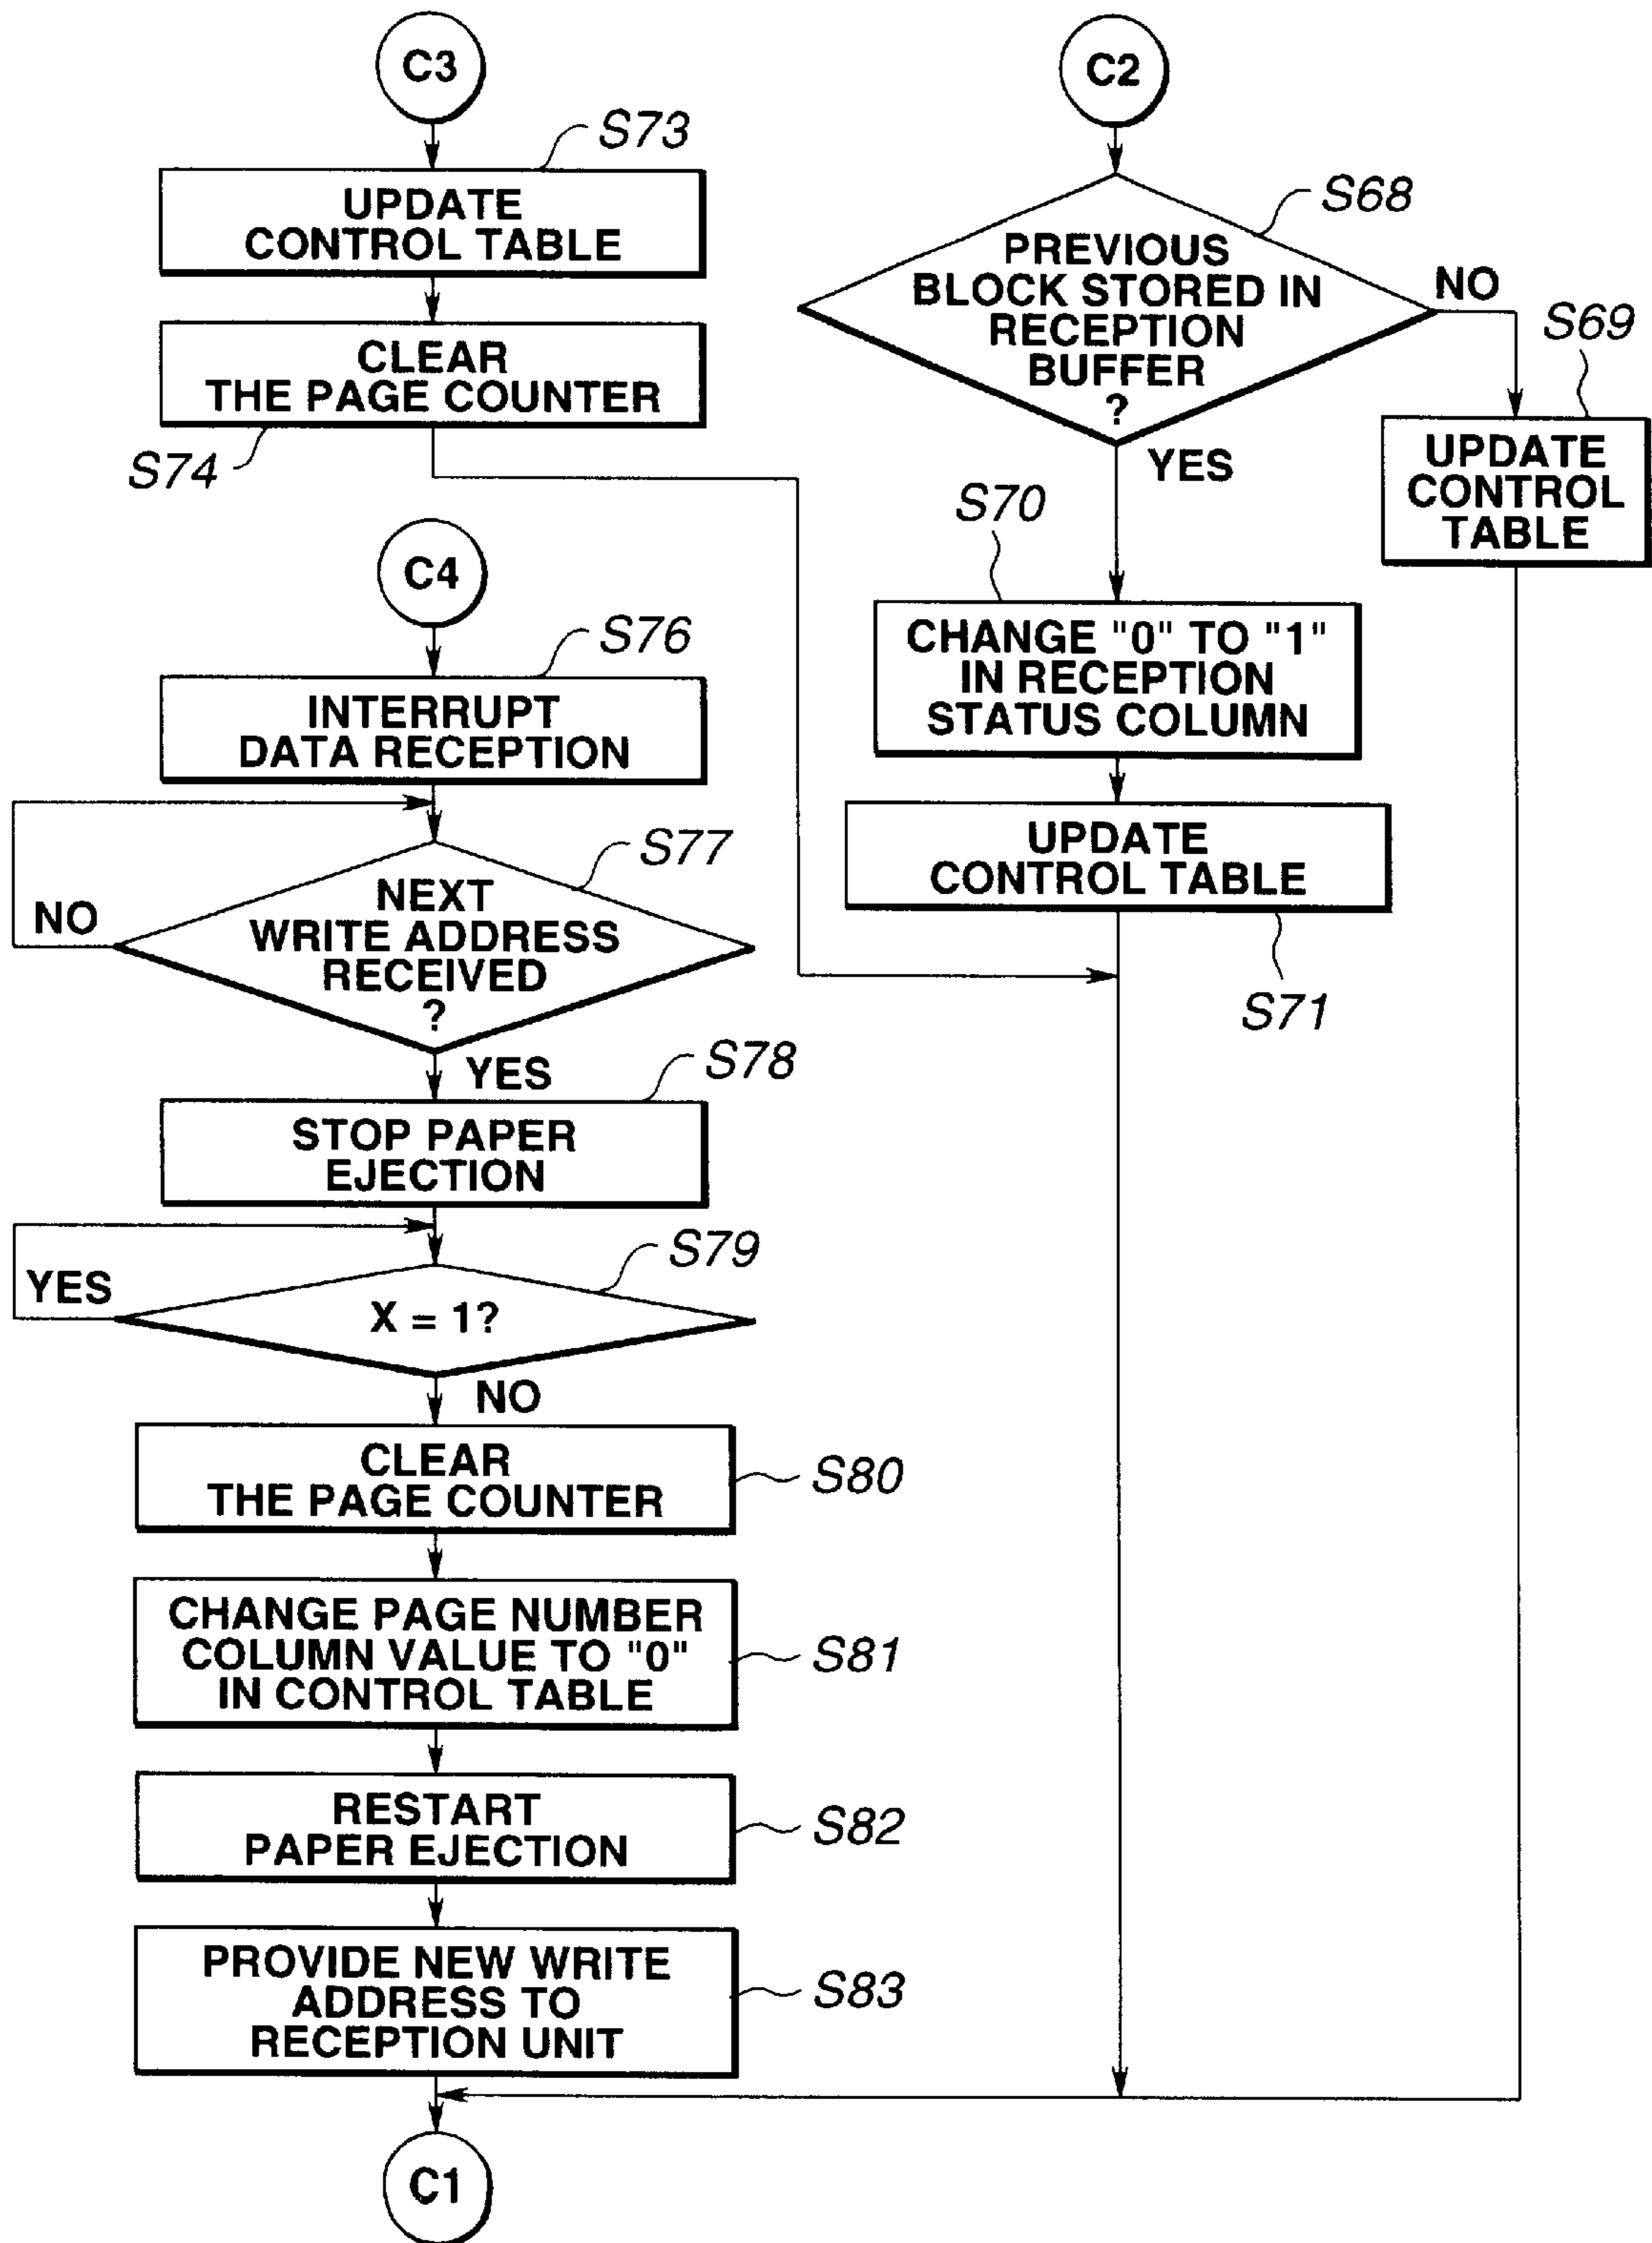 C3
S73
UPDATE
CONTROL TABLE
CLEAR
THE PAGE COUNTER
S74
C4
S76
INTERRUPT
DATA RECEPTION
S77
NEXT
WRITE ADDRESS
RECEIVED
?
NO
YES
S78
STOP PAPER
EJECTION
S79
YES
X = 1?
NO
CLEAR
THE PAGE COUNTER
S80
CHANGE PAGE NUMBER
COLUMN VALUE TO "0"
IN CONTROL TABLE
S81
RESTART
PAPER EJECTION
S82
PROVIDE NEW WRITE
ADDRESS TO
RECEPTION UNIT
S83
C1
C2
S68
PREVIOUS
BLOCK STORED IN
RECEPTION
BUFFER
?
NO
S69
UPDATE
CONTROL
TABLE
YES
S70
CHANGE "0" TO "1"
IN RECEPTION
STATUS COLUMN
UPDATE
CONTROL TABLE
S71